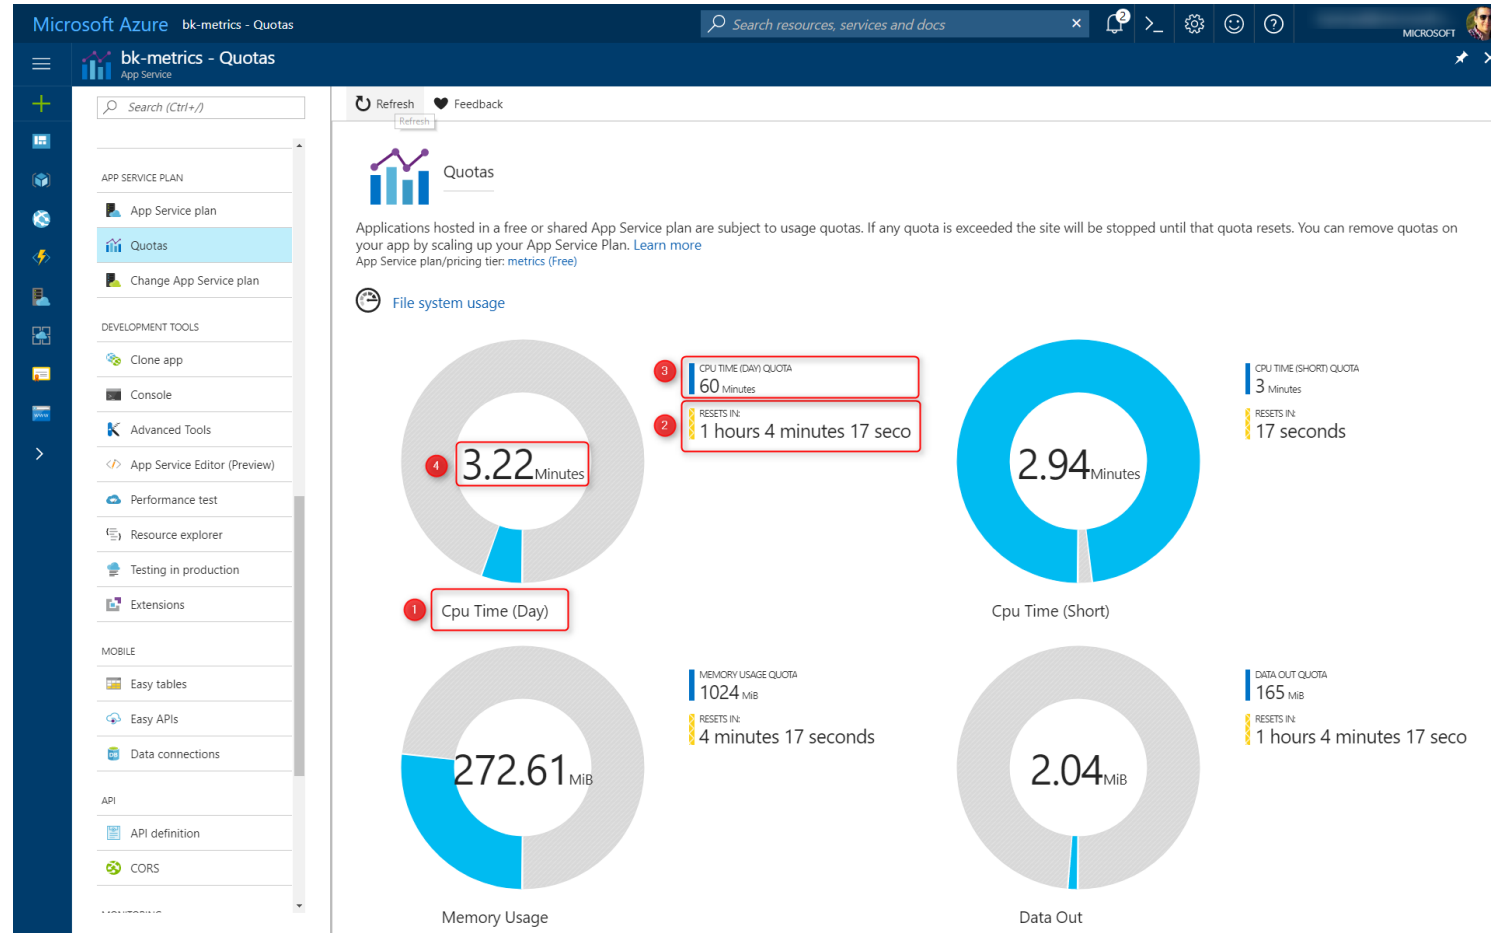 Microsoft Azure bk-metrics - Quotas
Search resources, services and docs
2
MICROSOFT
bk-metrics - Quotas
App Service
Search (Ctrl+/)
APP SERVICE PLAN
App Service plan
Quotas
Change App Service plan
DEVELOPMENT TOOLS
Clone app
Console
Advanced Tools
App Service Editor (Preview)
Performance test
Resource explorer
Testing in production
Extensions
MOBILE
Easy tables
Easy APIs
Data connections
API
API definition
CORS
MONITORING
Refresh
Feedback
Refresh
Quotas
Applications hosted in a free or shared App Service plan are subject to usage quotas. If any quota is exceeded the site will be stopped until that quota resets. You can remove quotas on
your app by scaling up your App Service Plan. Learn more
App Service plan/pricing tier: metrics (Free)
File system usage
3
CPU TIME (DAY) QUOTA
60 Minutes
2
RESETS IN:
1 hours 4 minutes 17 seco
4
3.22 Minutes
1
Cpu Time (Day)
CPU TIME (SHORT) QUOTA
3 Minutes
RESETS IN:
17 seconds
2.94 Minutes
Cpu Time (Short)
MEMORY USAGE QUOTA
1024 MiB
RESETS IN:
4 minutes 17 seconds
272.61 MiB
Memory Usage
DATA OUT QUOTA
165 MiB
RESETS IN:
1 hours 4 minutes 17 seco
2.04 MiB
Data Out